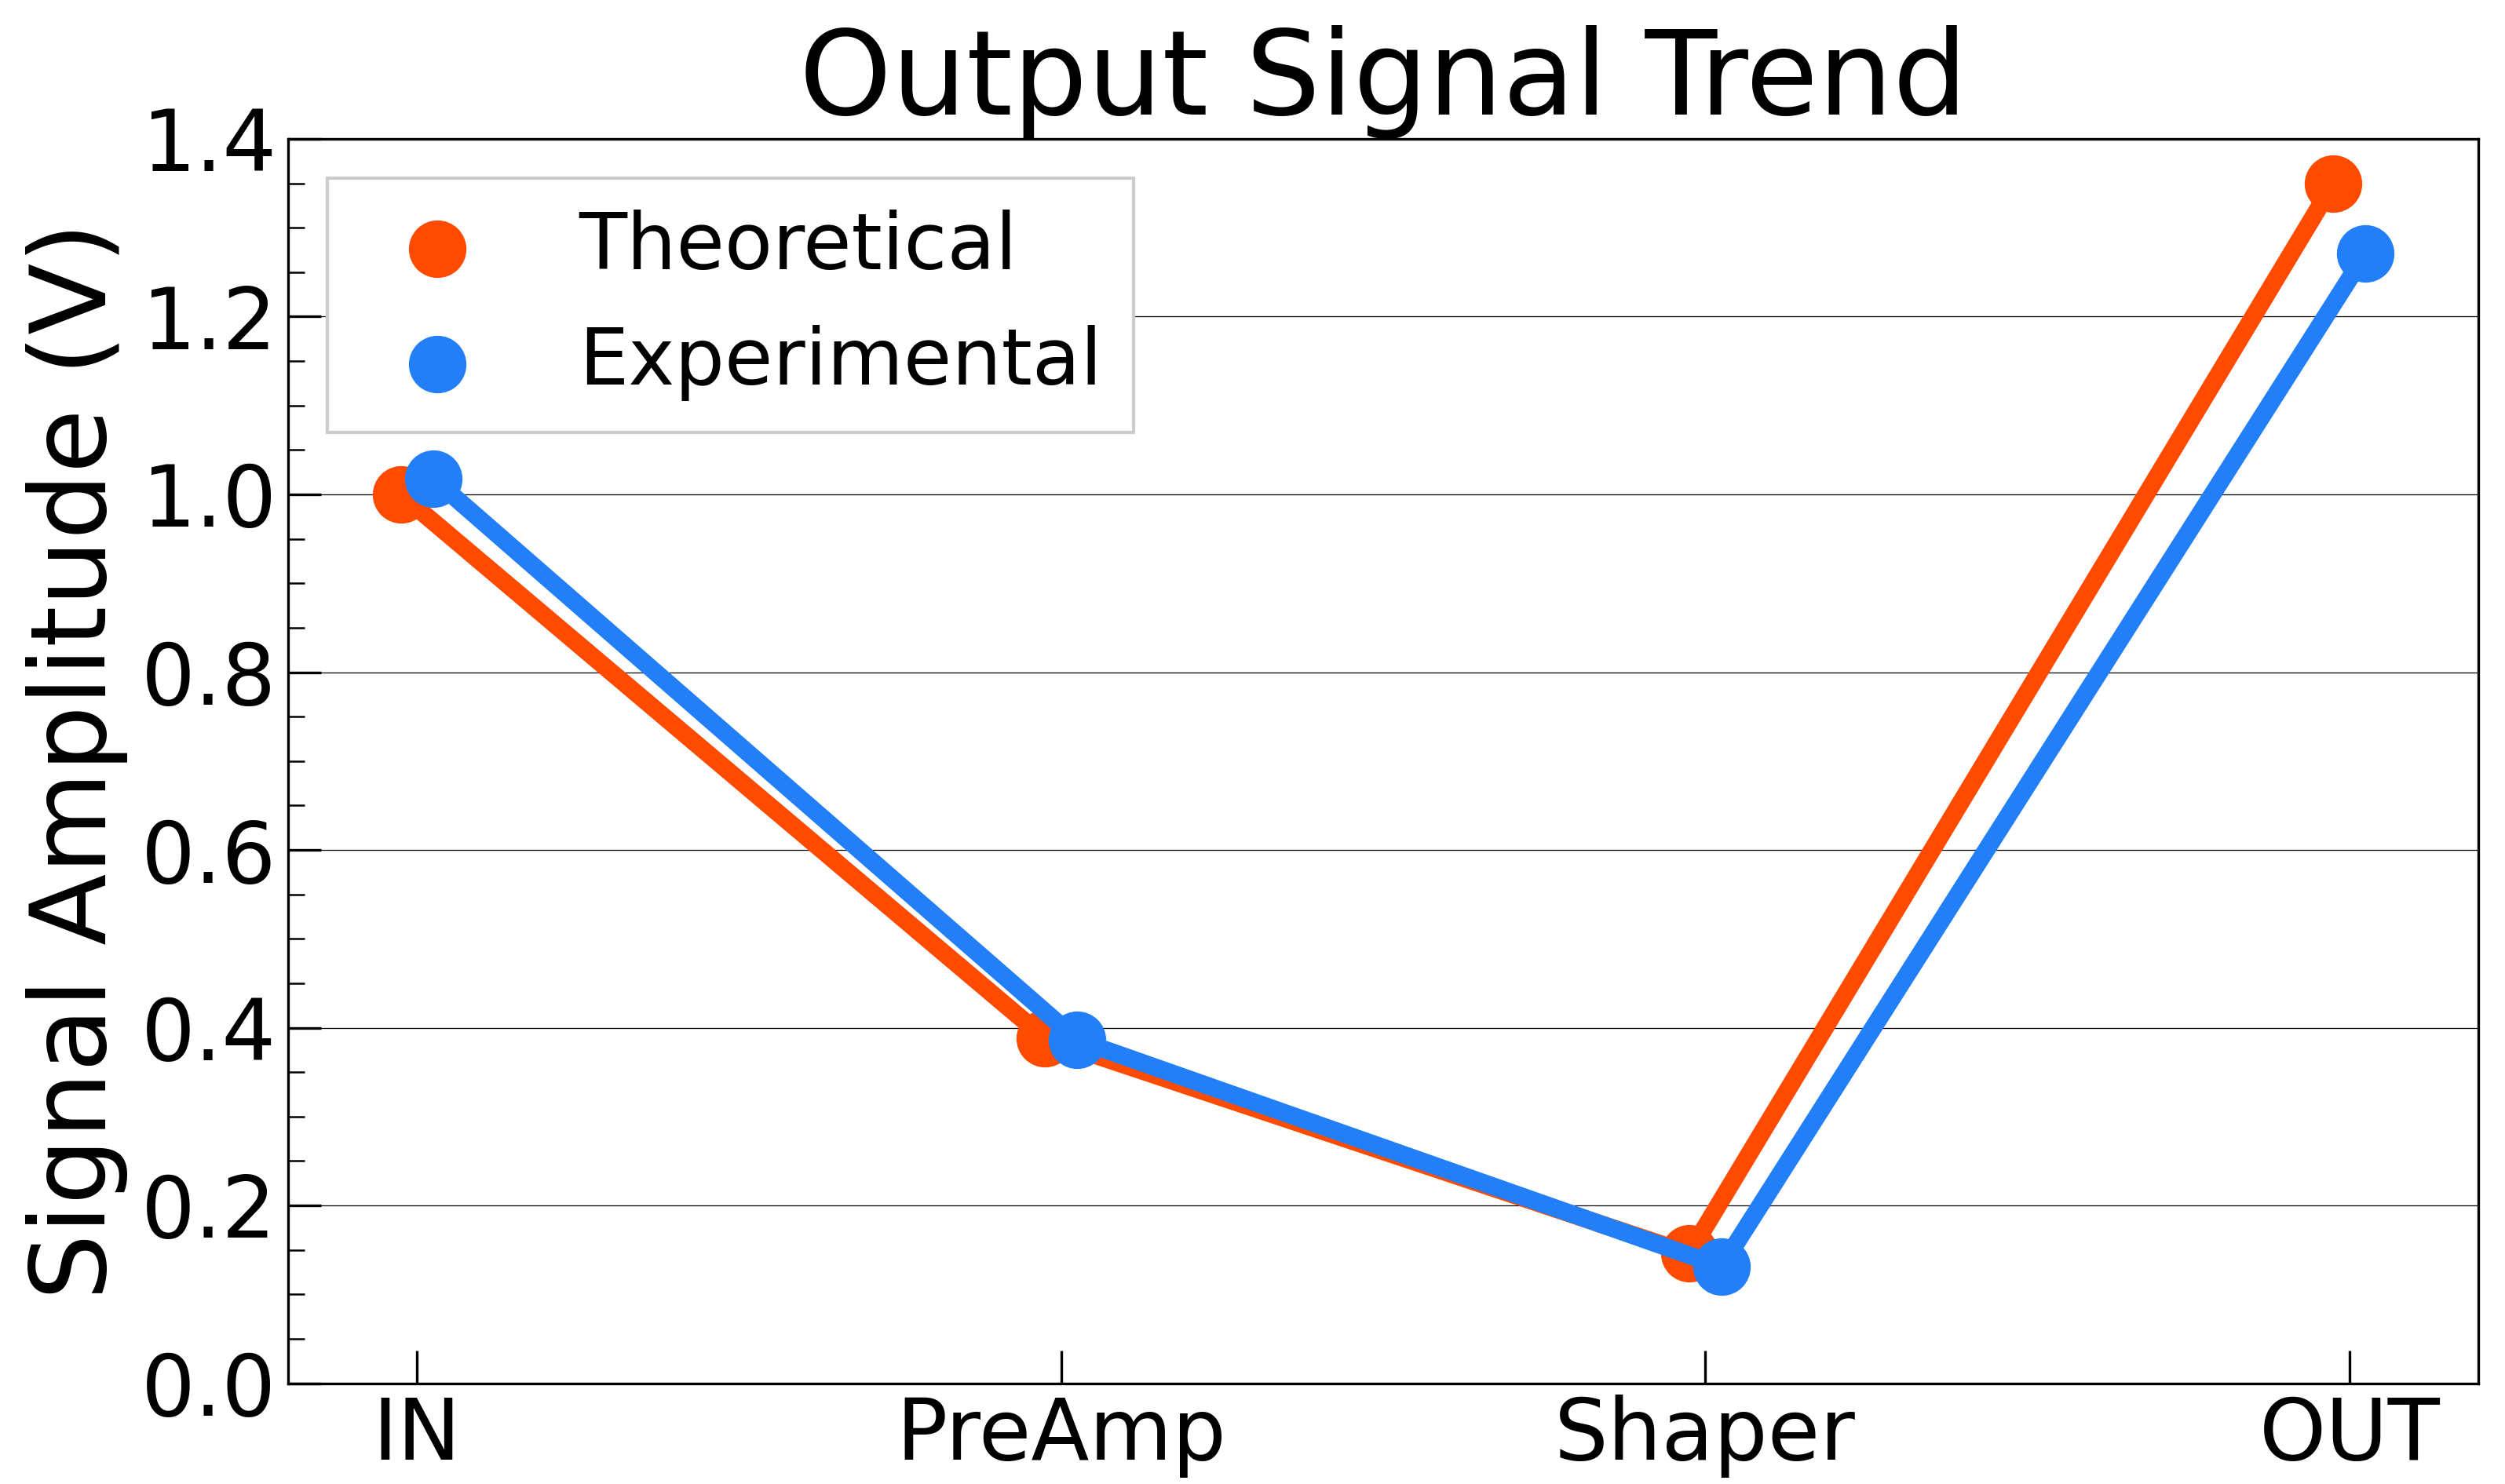 Output Signal Trend
Signal Amplitude (V)
1.4
1.2
1.0
0.8
0.6
0.4
0.2
0.0
Theoretical
Experimental
IN
PreAmp
Shaper
OUT